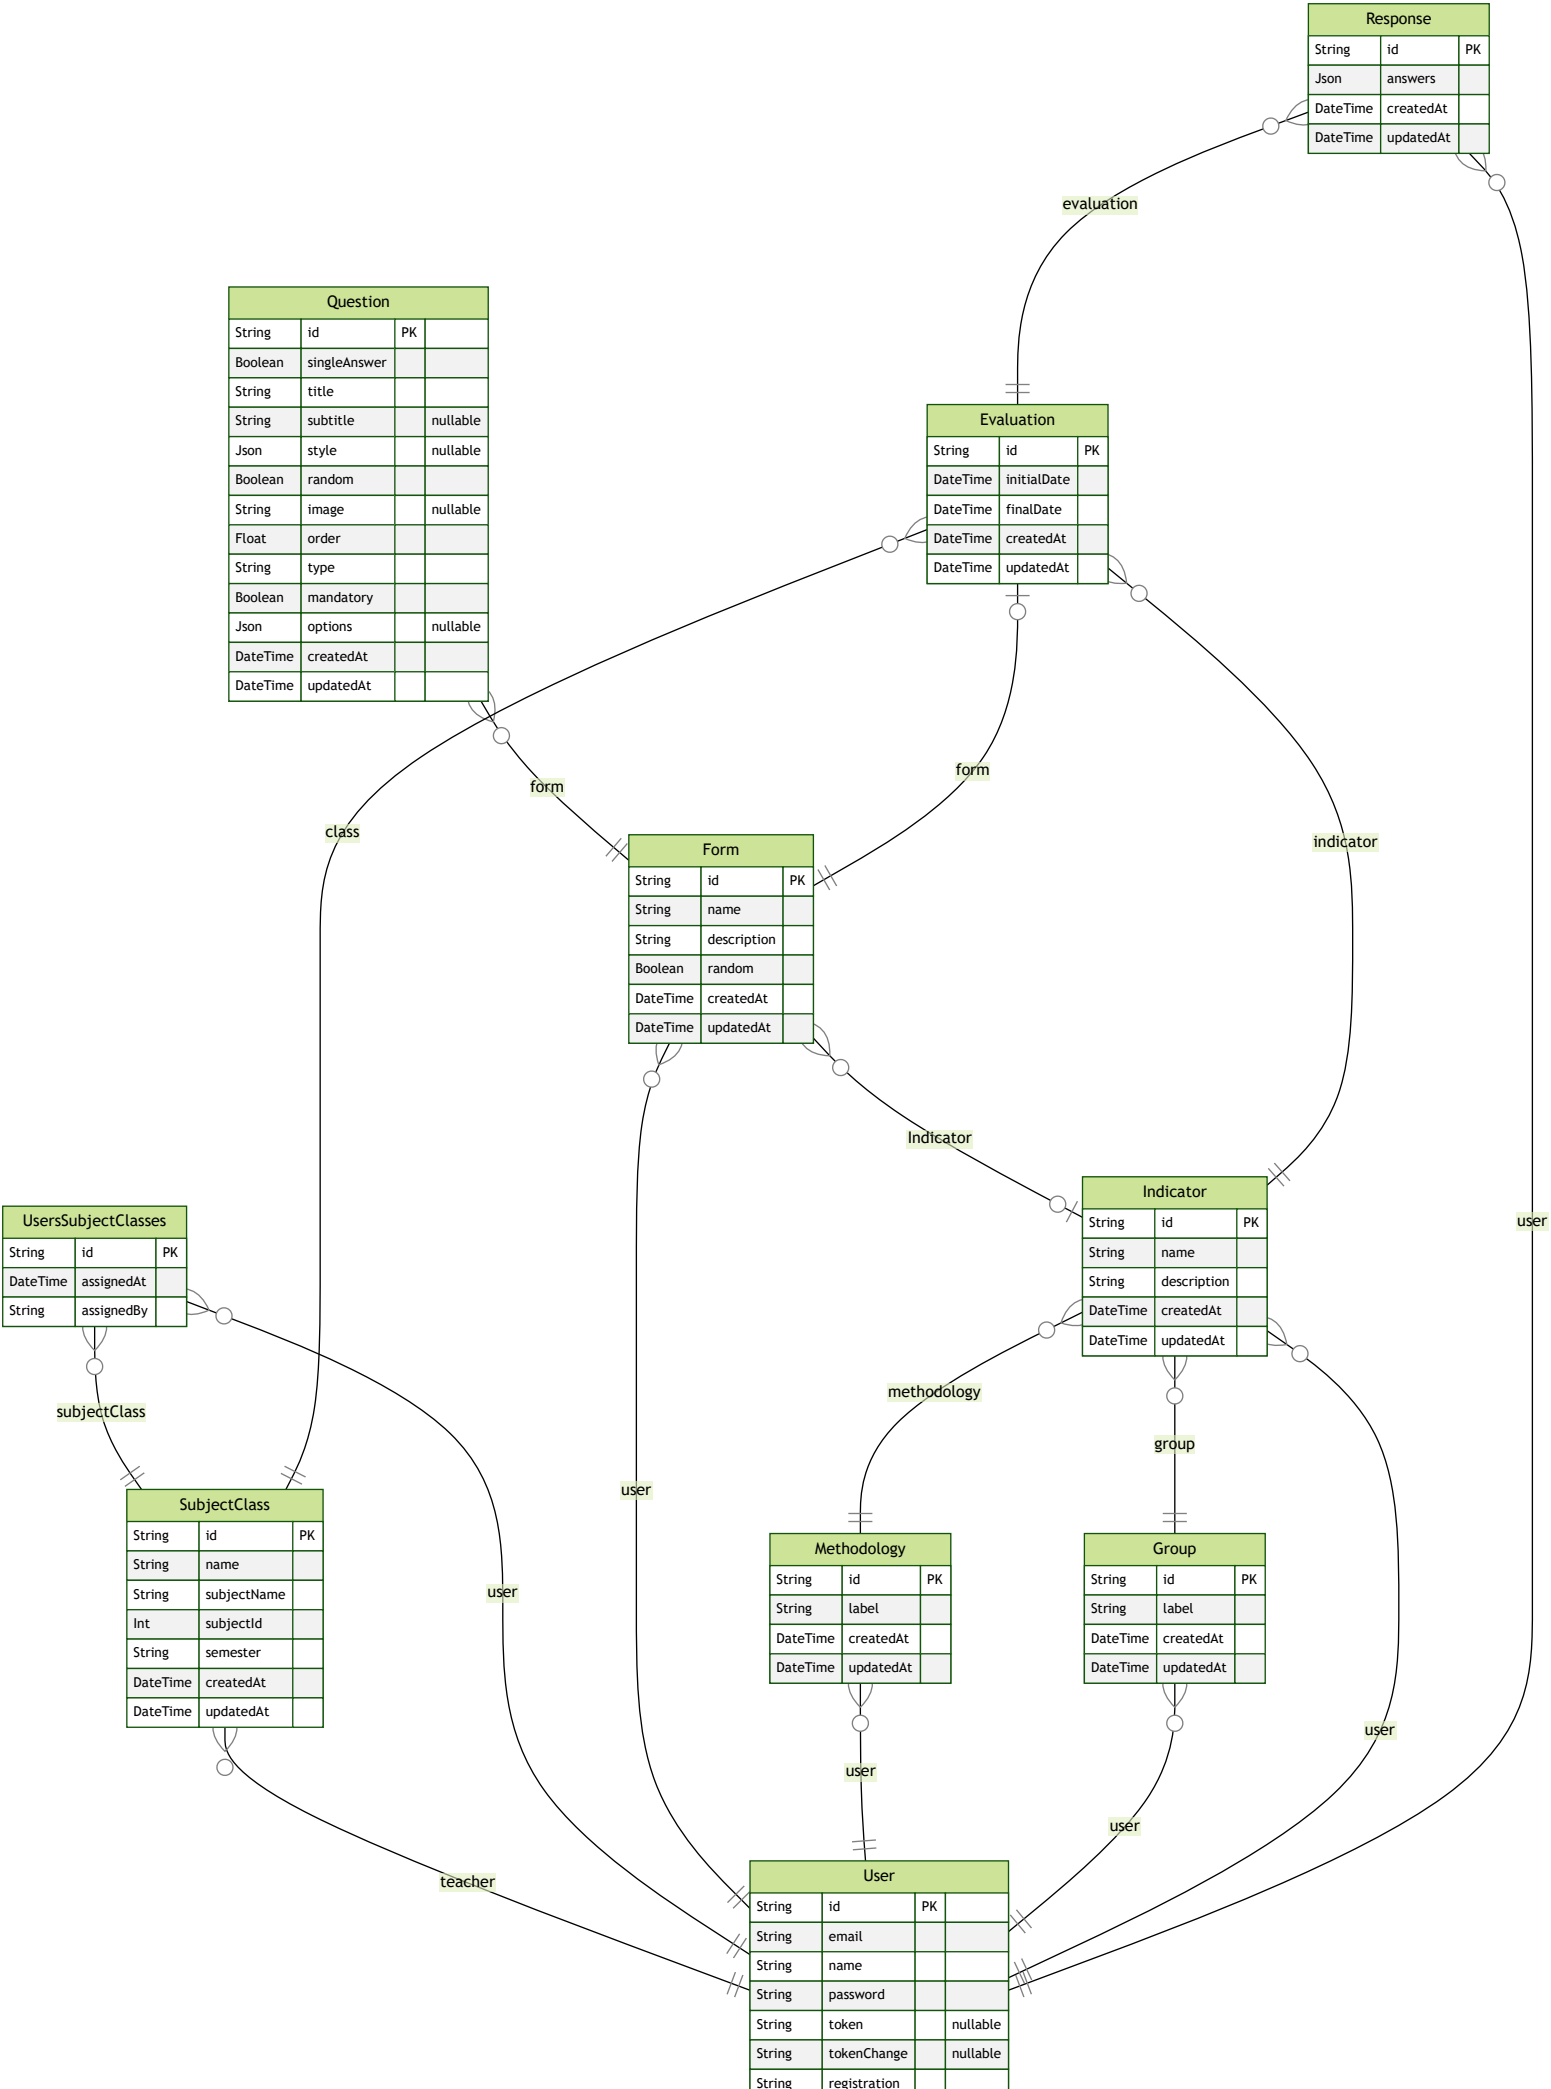 Response
String id PK
Json answers
DateTime createdAt
DateTime updatedAt
evaluation
Question
String id PK
Boolean singleAnswer
String title
String subtitle nullable
Json style nullable
Boolean random
String image nullable
Float order
String type
Boolean mandatory
Json options nullable
DateTime createdAt
DateTime updatedAt
Evaluation
String id PK
DateTime initialDate
DateTime finalDate
DateTime createdAt
DateTime updatedAt
form
form
class
indicator
Form
String id PK
String name
String description
Boolean random
DateTime createdAt
DateTime updatedAt
Indicator
Indicator
String id PK
String name
String description
DateTime createdAt
DateTime updatedAt
user
UsersSubjectClasses
String id PK
DateTime assignedAt
String assignedBy
methodology
subjectClass
group
user
SubjectClass
String id PK
String name
String subjectName
Int subjectId
String semester
DateTime createdAt
DateTime updatedAt
user
Methodology
String id PK
String label
DateTime createdAt
DateTime updatedAt
Group
String id PK
String label
DateTime createdAt
DateTime updatedAt
user
user
user
teacher
User
String id PK
String email
String name
String password
String token nullable
String tokenChange nullable
String registration